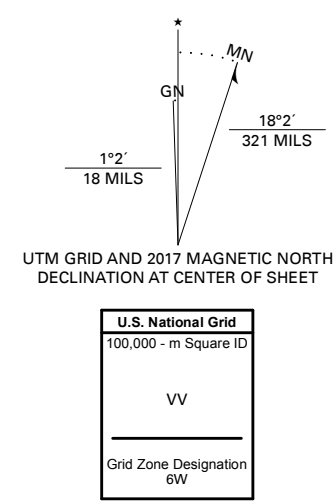 ★
MN
GN
18°2´
321 MILS
1°2´
18 MILS
UTM GRID AND 2017 MAGNETIC NORTH
DECLINATION AT CENTER OF SHEET
U.S. National Grid
100,000 - m Square ID
VV
Grid Zone Designation
6W